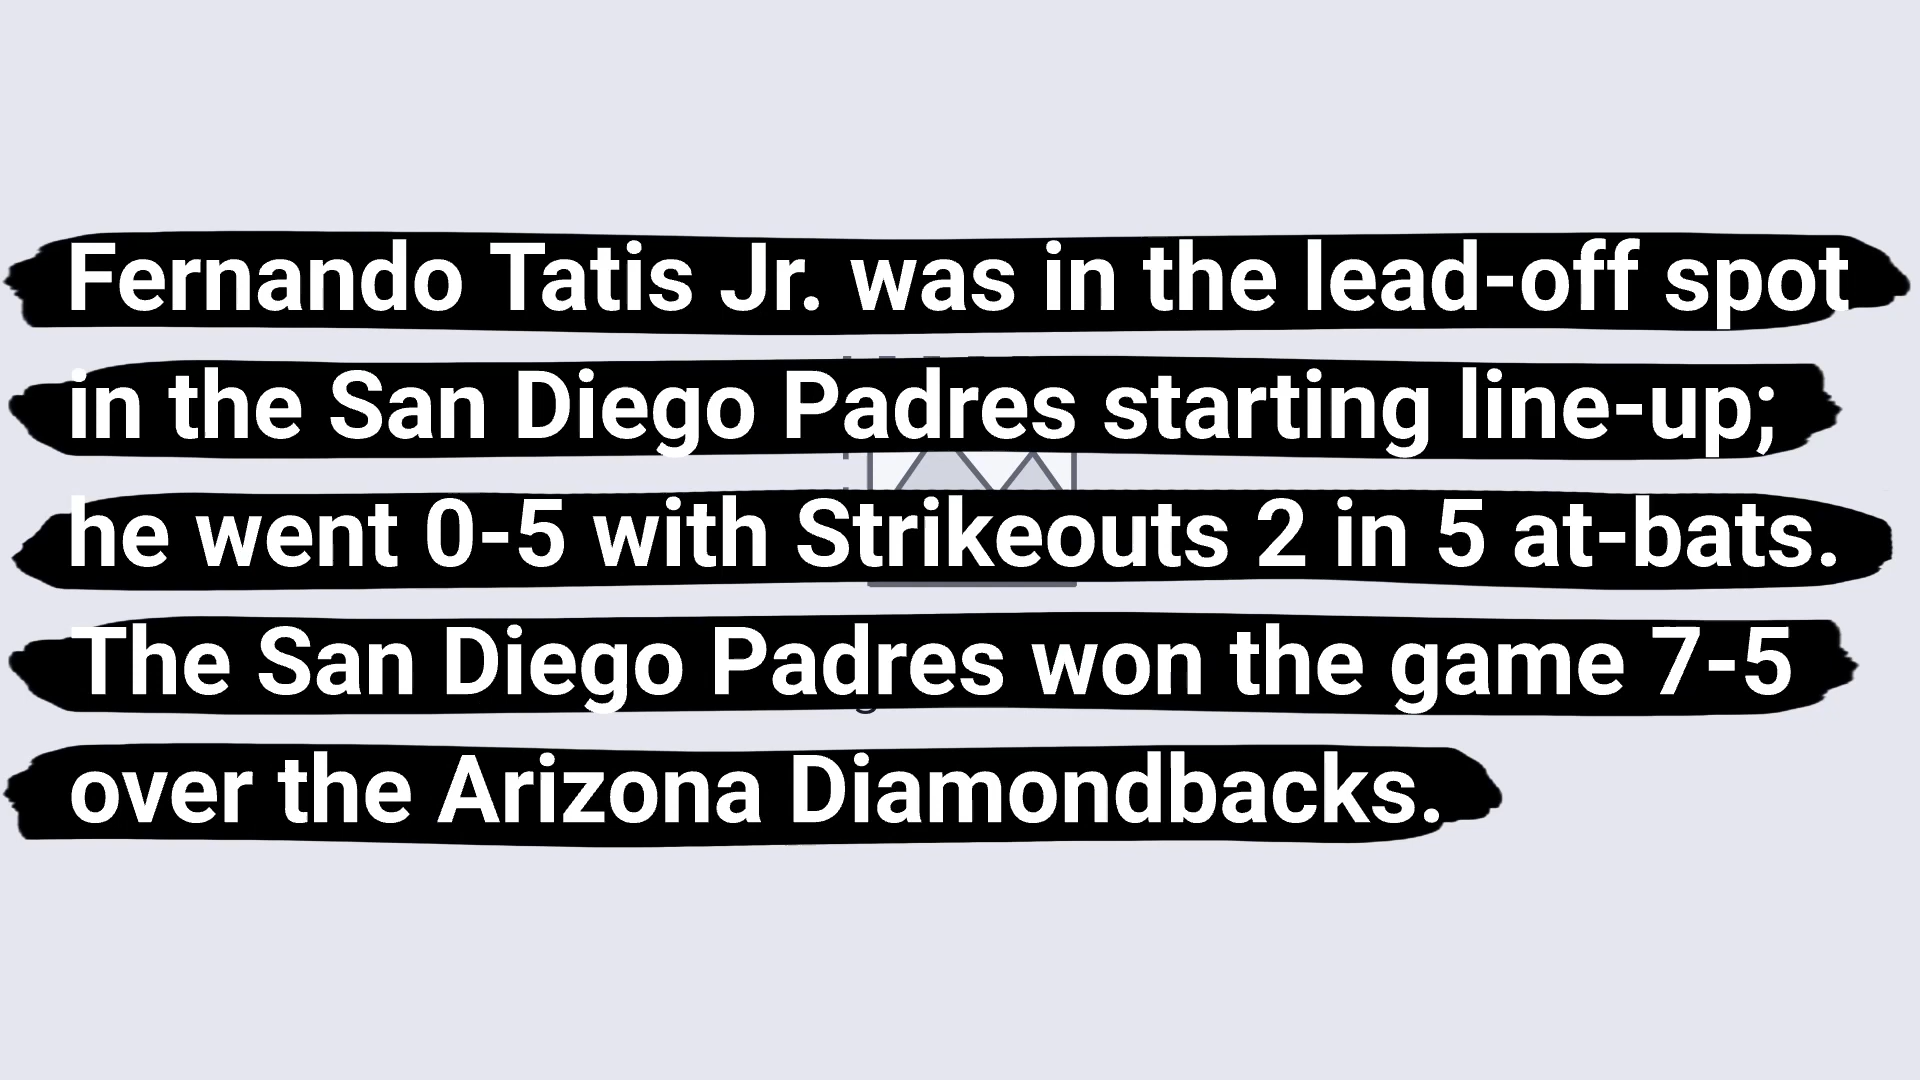 Fernando Tatis Jr. was in the lead-off spot
in the San Diego Padres starting line-up;
he went 0-5 with Strikeouts 2 in 5 at-bats.
The San Diego Padres won the game 7-5
over the Arizona Diamondbacks.